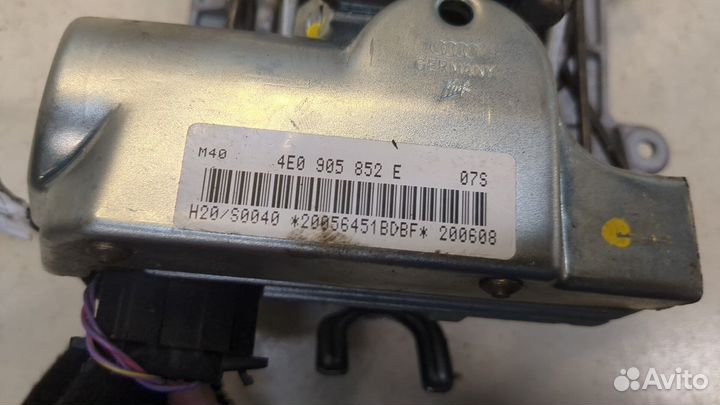 GERMANY
M40 4E0 905 852 E 07S
H20/S0040 *20056451BDBF* 200608
Avito